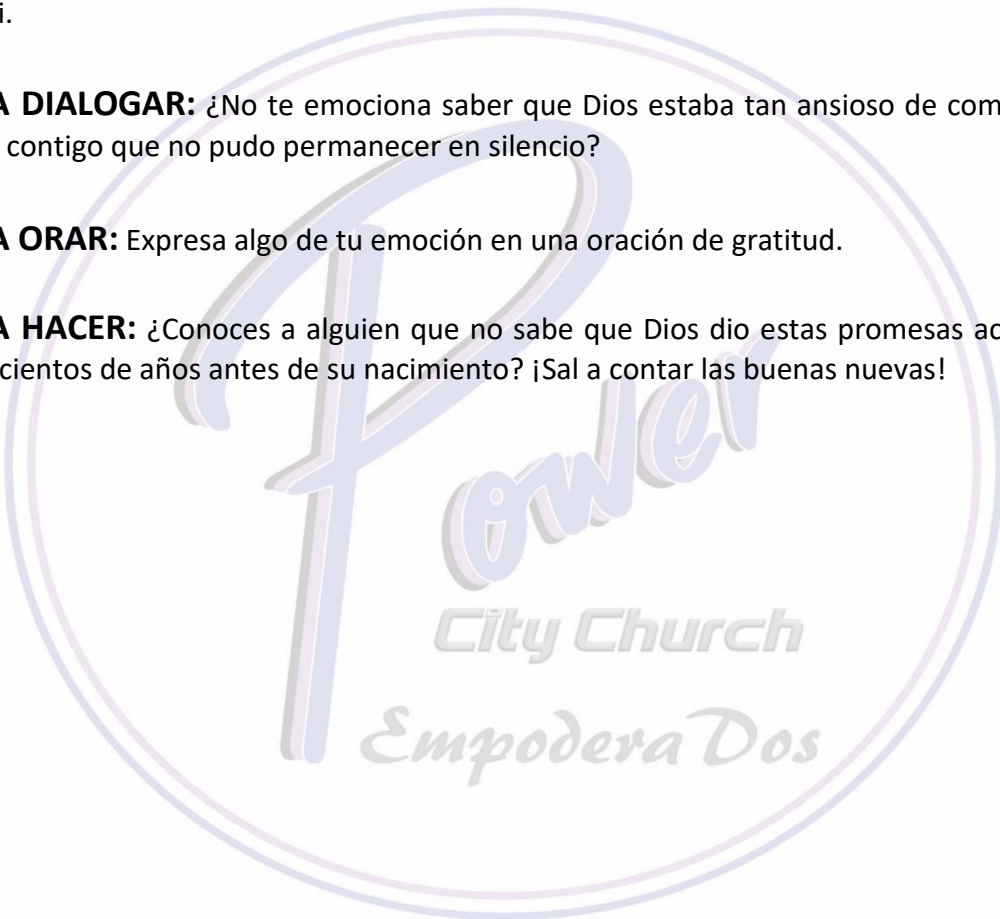 i.
A DIALOGAR: ¿No te emociona saber que Dios estaba tan ansioso de com
contigo que no pudo permanecer en silencio?
A ORAR: Expresa algo de tu emoción en una oración de gratitud.
A HACER: ¿Conoces a alguien que no sabe que Dios dio estas promesas ac
cientos de años antes de su nacimiento? ¡Sal a contar las buenas nuevas!
Power
City Church
Empodera Dos